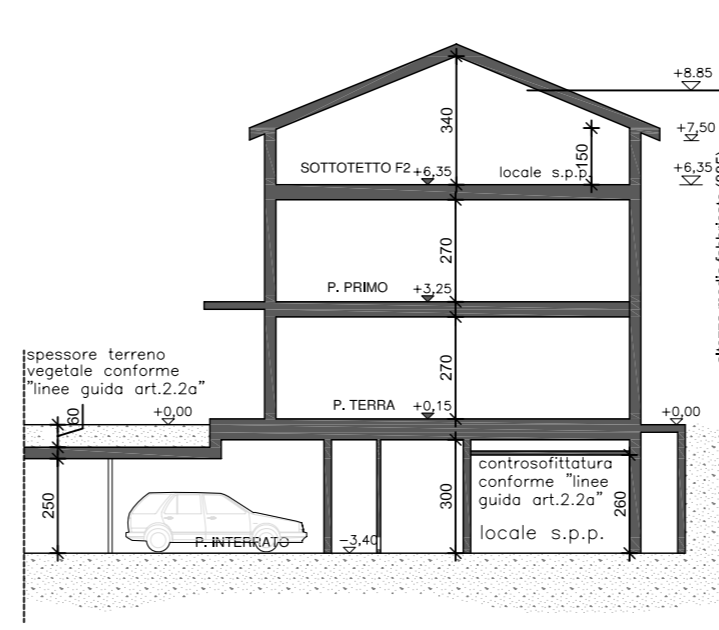 +8.85
340
+7,50
150
SOTTOTETTO F2
+6,35
locale s.p.p.
+6,35
270
P. PRIMO
+3,25
270
spessore terreno
vegetale conforme
"linee guida art.2.2a"
60
+0,00
P. TERRA
+0,15
+0,00
controsoffittatura
conforme "linee
guida art.2.2a"
250
300
260
locale s.p.p.
P. INTERRATO
-3,40